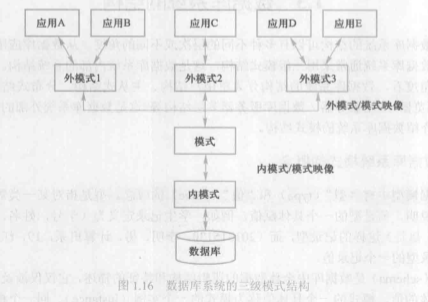 应用A
应用B
应用C
应用D
应用E
外模式1
外模式2
外模式3
外模式/模式映像
模式
内模式/模式映像
内模式
数据库
图 1.16 数据库系统的三级模式结构